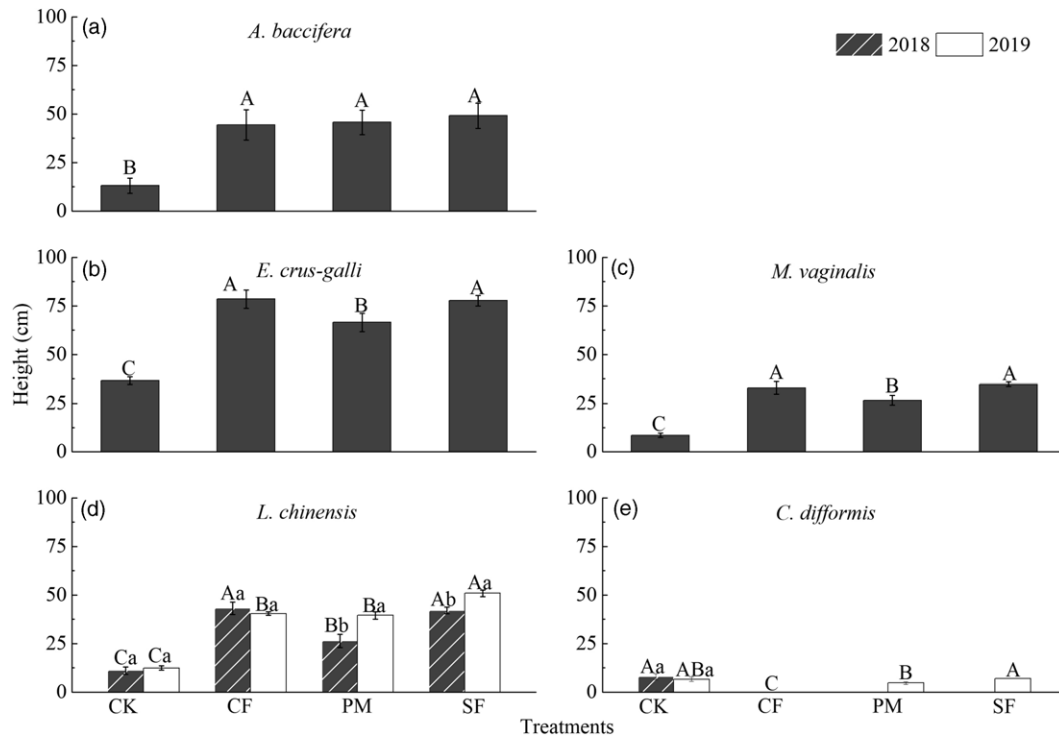 (a)
A. baccifera
2018 2019
100
75
50
25
0
B A A A
(b)
E. crus-galli
100
75
50
25
0
C A B A
(c)
M. vaginalis
100
75
50
25
0
C A B A
Height (cm)
(d)
L. chinensis
100
75
50
25
0
Ca Ca Aa Ba Bb Ba Ab Aa
CK CF PM SF
(e)
C. difformis
100
75
50
25
0
Aa ABa C B A
CK CF PM SF
Treatments